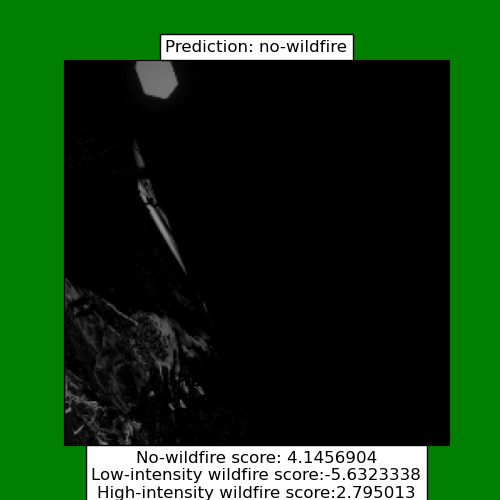 Prediction: no-wildfire
No-wildfire score: 4.1456904
Low-intensity wildfire score:-5.6323338
High-intensity wildfire score:2.795013